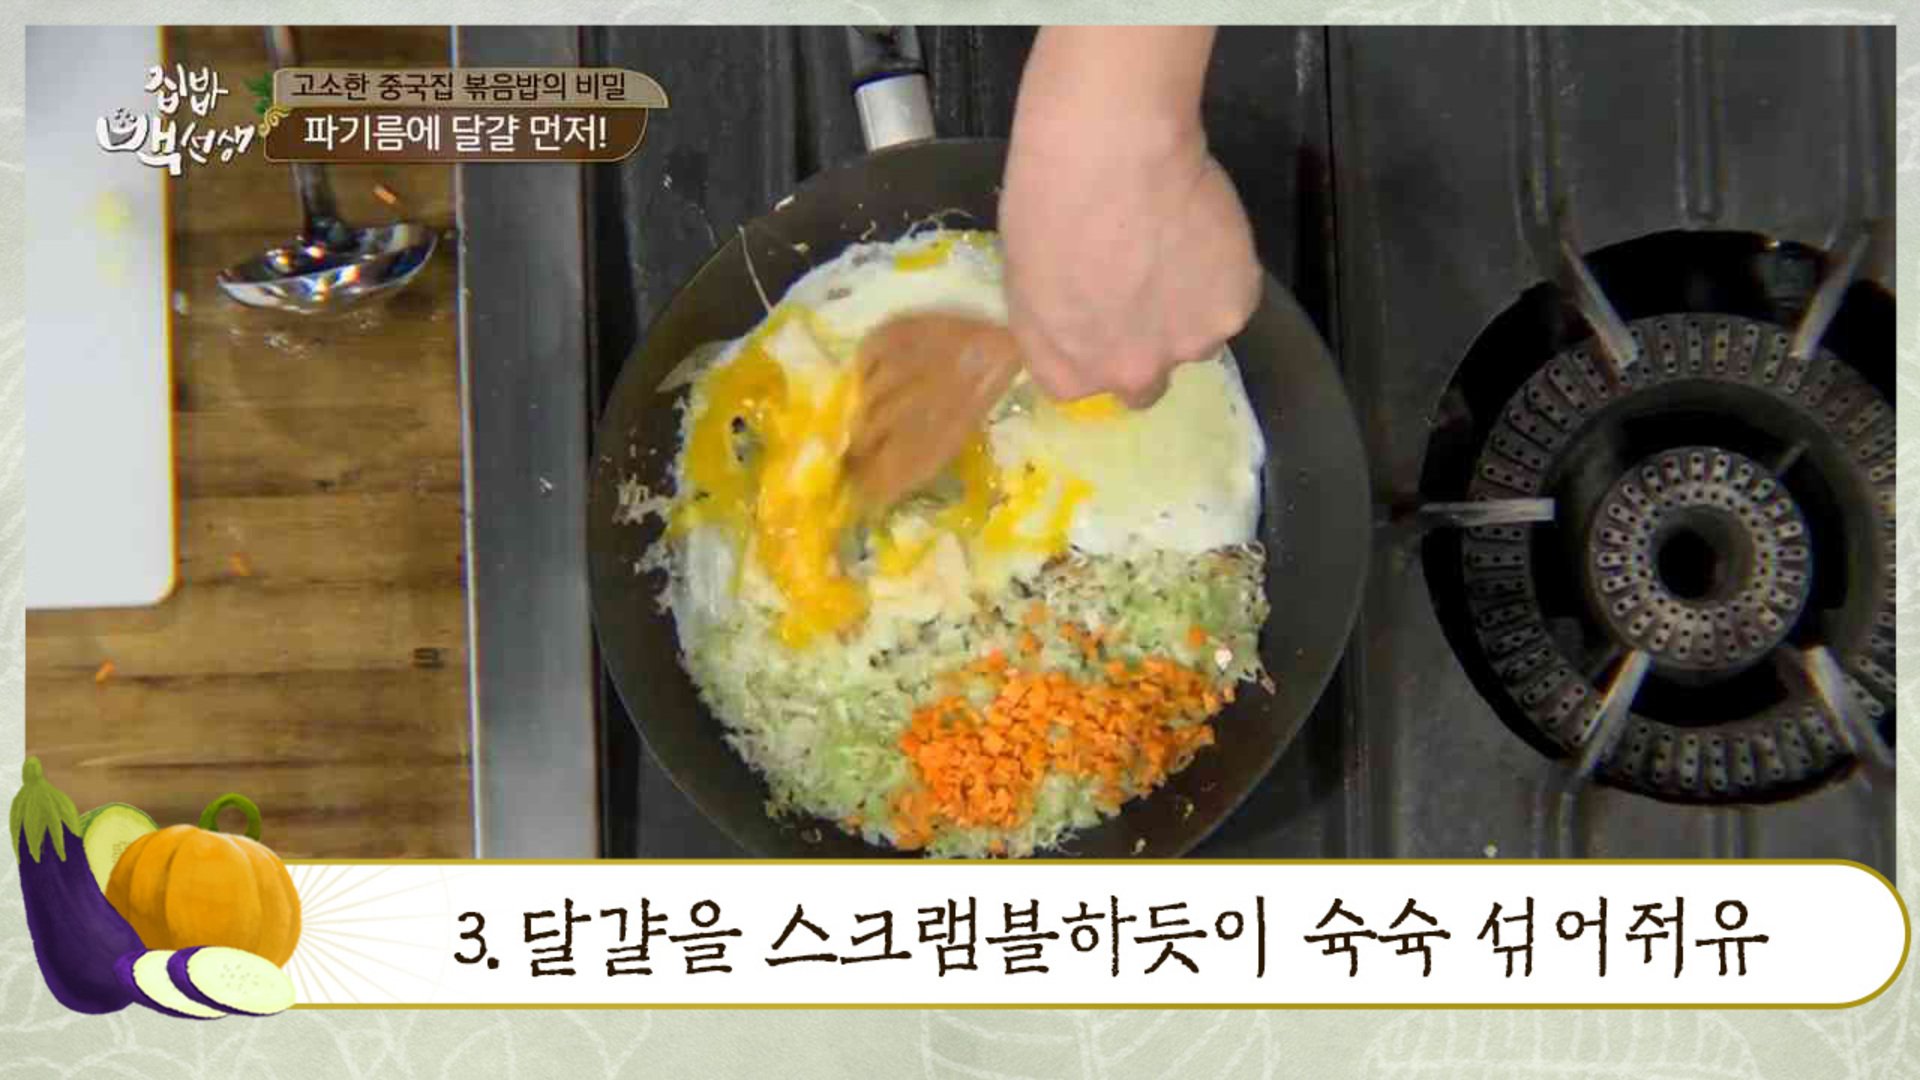 집밥
백선생
고소한 중국집 볶음밥의 비밀
파기름에 달걀 먼저!
3. 달걀을 스크램블하듯이 슉슉 섞어줘유